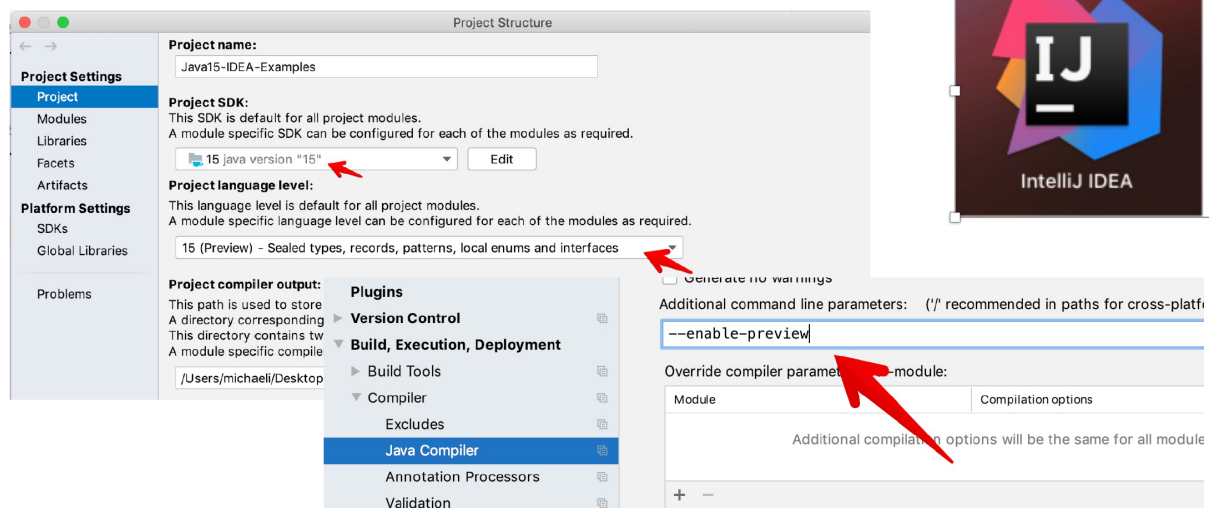 Project Structure
Project Settings
Project
Modules
Libraries
Facets
Artifacts
Platform Settings
SDKs
Global Libraries
Problems
Project name:
Java15-IDEA-Examples
Project SDK:
This SDK is default for all project modules.
A module specific SDK can be configured for each of the modules as required.
15 java version "15"
Edit
Project language level:
This language level is default for all project modules.
A module specific language level can be configured for each of the modules as required.
15 (Preview) - Sealed types, records, patterns, local enums and interfaces
Project compiler output:
This path is used to store
A directory corresponding
This directory contains tw
A module specific compile
/Users/michaeli/Desktop
IJ
IntelliJ IDEA
Plugins
Version Control
Build, Execution, Deployment
Build Tools
Compiler
Excludes
Java Compiler
Annotation Processors
Validation
Generate no warnings
Additional command line parameters: ('/' recommended in paths for cross-platf
--enable-preview
Override compiler parame -module:
Module Compilation options
Additional compilation options will be the same for all module